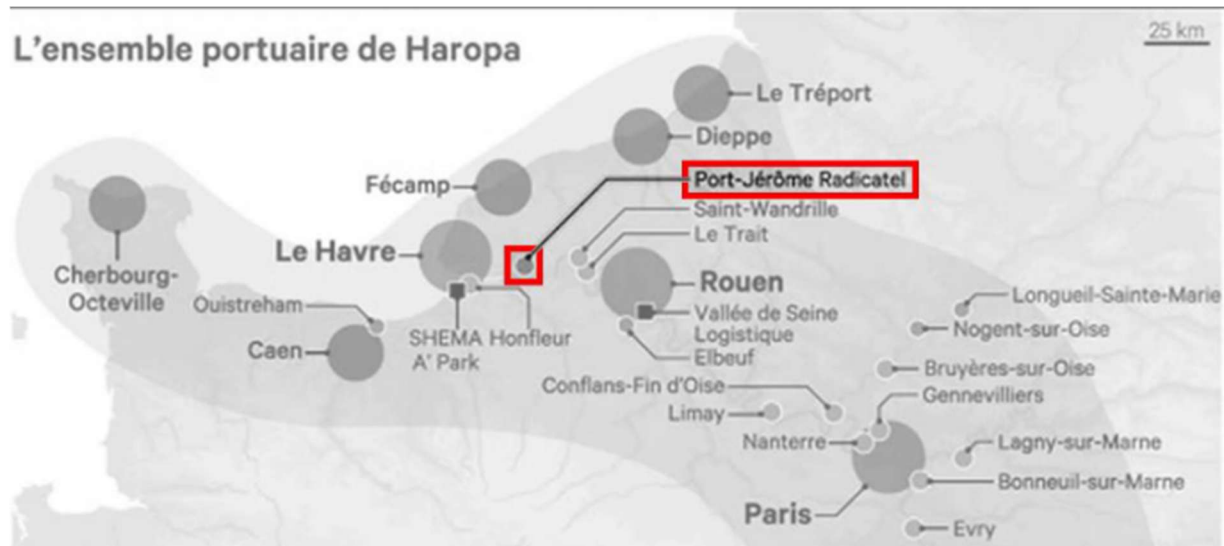 L'ensemble portuaire de Haropa
25 km
Le Tréport
Dieppe
Fécamp
Port-Jérôme Radicatel
Saint-Wandrille
Le Trait
Le Havre
Cherbourg-
Octeville
Rouen
Ouistreham
Longueil-Sainte-Marie
Vallée de Seine
Logistique
Nogent-sur-Oise
SHEMA
A' Park
Honfleur
Caen
Elbeuf
Bruyères-sur-Oise
Conflans-Fin d'Oise
Gennevilliers
Limay
Nanterre
Lagny-sur-Marne
Bonneuil-sur-Marne
Paris
Evry